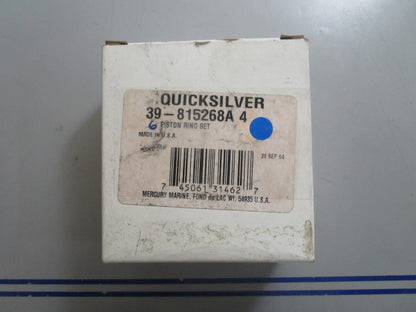 QUICKSILVER
39-815268A 4
6 PISTON RING SET
MADE IN U.S.A.
21 SEP 04
7 45061 31462 7
MERCURY MARINE, FOND du LAC WI. 54935 U.S.A.